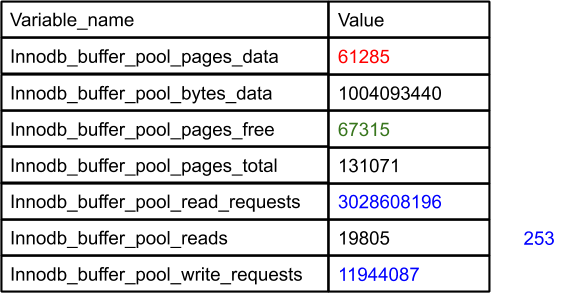 Variable_name Value
Innodb_buffer_pool_pages_data 61285
Innodb_buffer_pool_bytes_data 1004093440
Innodb_buffer_pool_pages_free 67315
Innodb_buffer_pool_pages_total 131071
Innodb_buffer_pool_read_requests 3028608196
Innodb_buffer_pool_reads 19805 253
Innodb_buffer_pool_write_requests 11944087